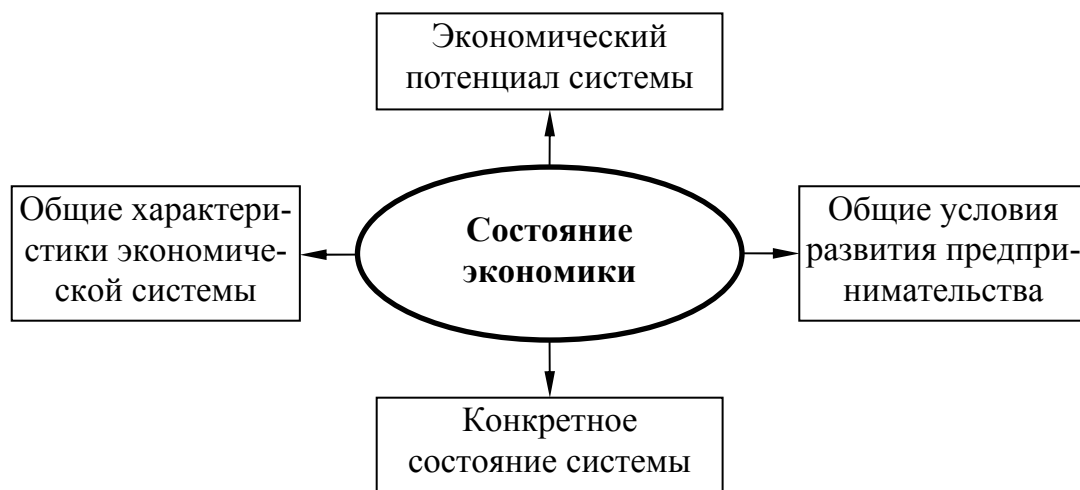 Экономический
потенциал системы
Общие характери-
стики экономиче-
ской системы
Состояние
экономики
Общие условия
развития предпри-
нимательства
Конкретное
состояние системы